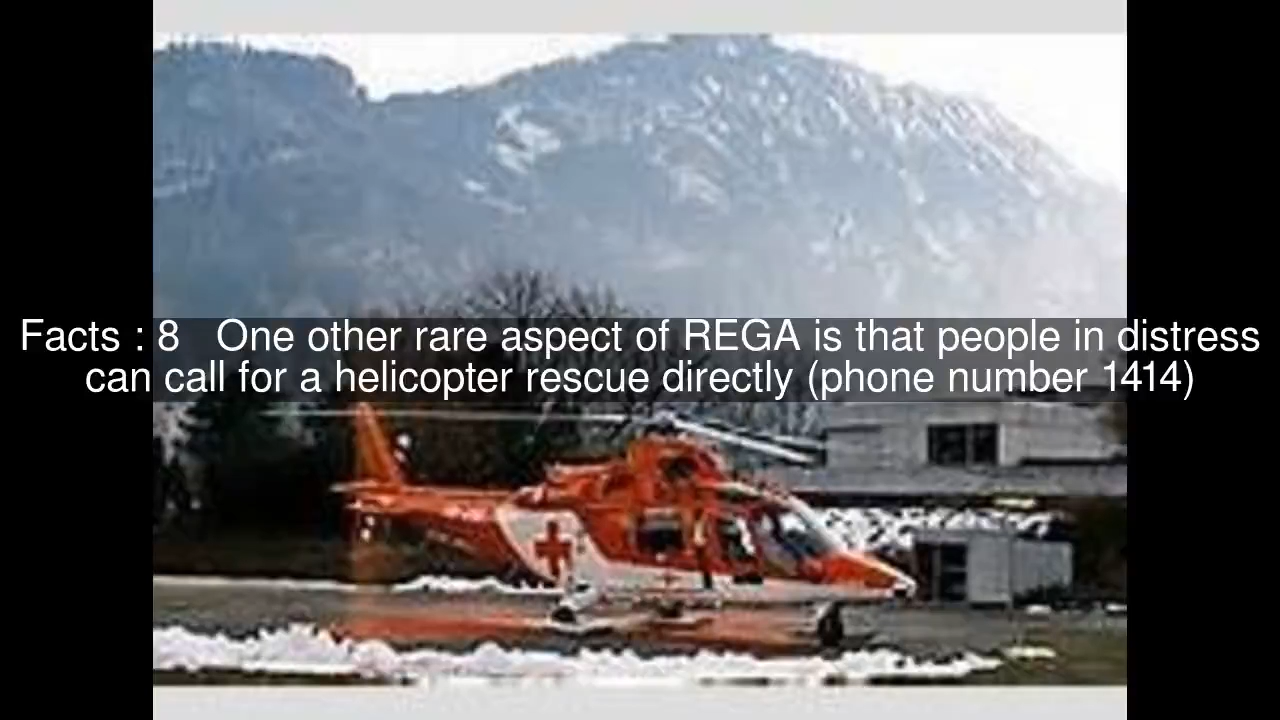 Facts : 8   One other rare aspect of REGA is that people in distress
can call for a helicopter rescue directly (phone number 1414)